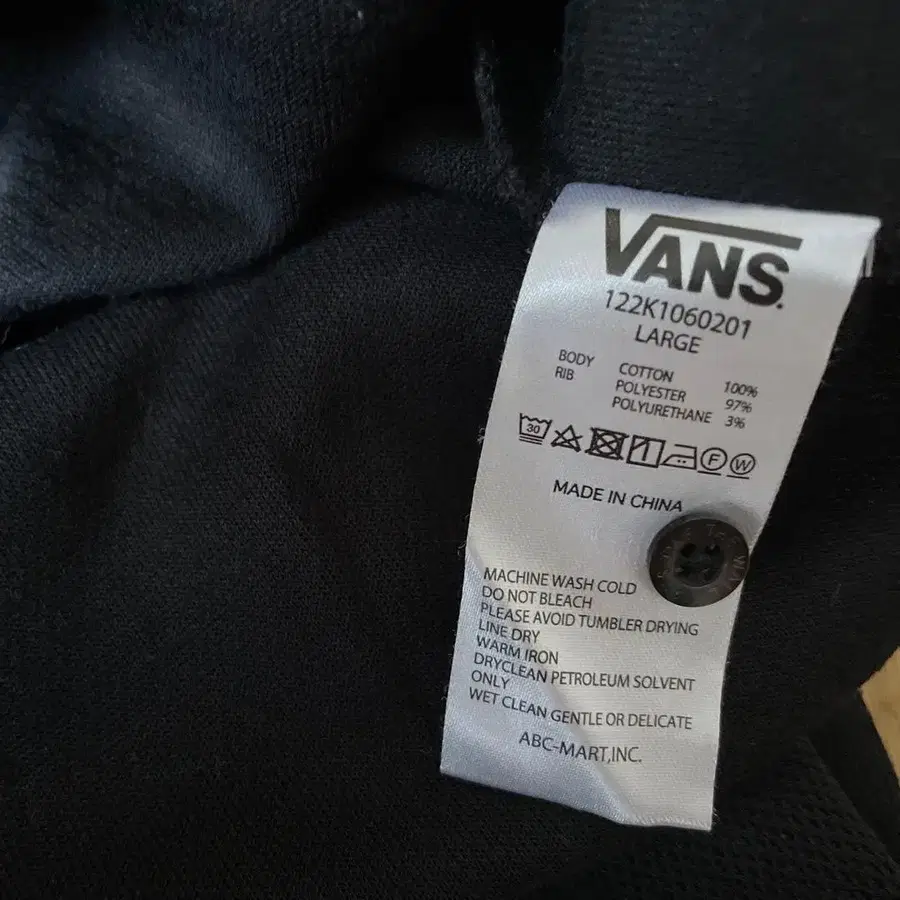 VANS
122K1060201
LARGE
BODY COTTON 100%
RIB POLYESTER 97%
POLYURETHANE 3%
30 F W
MADE IN CHINA
MACHINE WASH COLD
DO NOT BLEACH
PLEASE AVOID TUMBLER DRYING
LINE DRY
WARM IRON
DRYCLEAN PETROLEUM SOLVENT
ONLY
WET CLEAN GENTLE OR DELICATE
ABC-MART,INC.